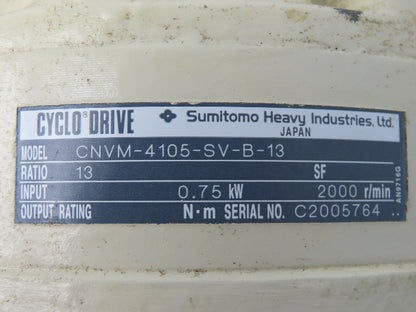 CYCLO® DRIVE Sumitomo Heavy Industries, Ltd.
JAPAN
MODEL CNVM-4105-SV-B-13
RATIO 13 SF
INPUT 0.75 kW 2000 r/min
OUTPUT RATING N·m SERIAL NO. C2005764
AN9716G